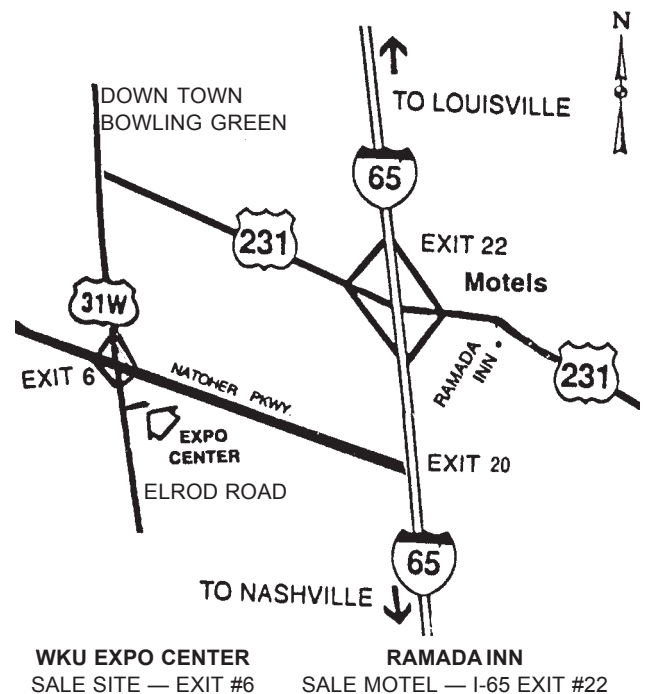 N
DOWN TOWN
BOWLING GREEN
TO LOUISVILLE
65
231
EXIT 22
Motels
31W
RAMADA
INN
231
EXIT 6
NATCHER PKWY.
EXPO
CENTER
EXIT 20
ELROD ROAD
65
TO NASHVILLE
WKU EXPO CENTER
SALE SITE — EXIT #6
RAMADA INN
SALE MOTEL — I-65 EXIT #22